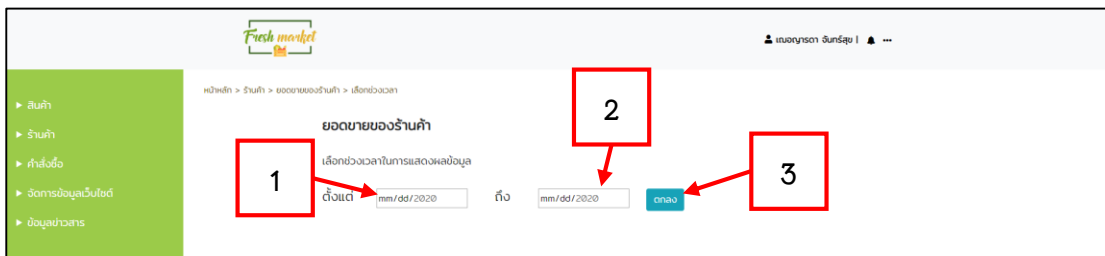 Fresh market
เฌอญารดา จันทร์สุข | ...
หน้าหลัก > ร้านค้า > ยอดขายของร้านค้า > เลือกช่วงเวลา
► สินค้า
► ร้านค้า
► คำสั่งซื้อ
► จัดการข้อมูลเว็บไซต์
► ข้อมูลข่าวสาร
ยอดขายของร้านค้า
เลือกช่วงเวลาในการแสดงผลข้อมูล
ตั้งแต่ mm/dd/2020 ถึง mm/dd/2020 ตกลง
1
2
3